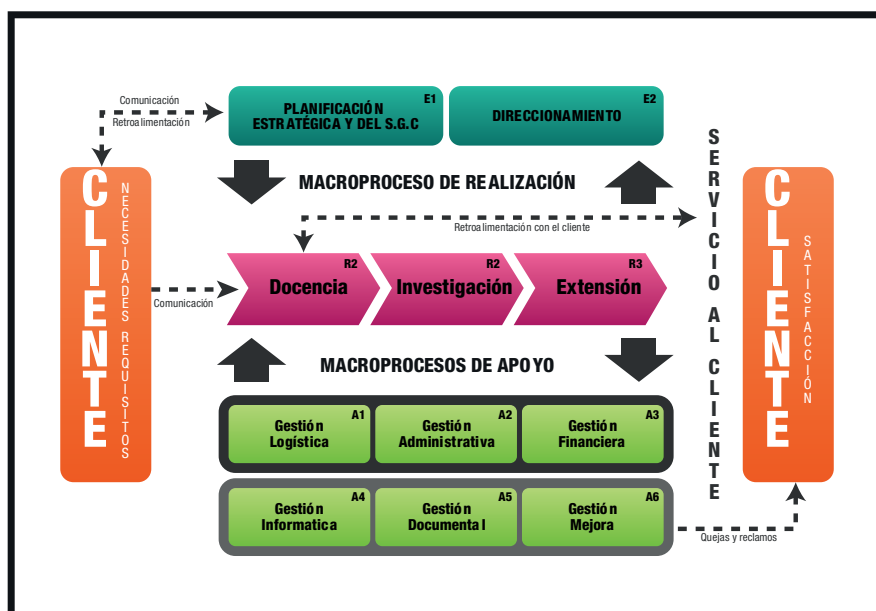 Comunicación
Retroalimentación
E1
PLANIFICACIÓN
ESTRATÉGICA Y DEL S.G.C
E2
DIRECCIONAMIENTO
MACROPROCESO DE REALIZACIÓN
Retroalimentación con el cliente
CLIENTE
NECESIDADES REQUISITOS
Comunicación
R2
Docencia
R2
Investigación
R3
Extensión
SERVICIO AL CLIENTE
CLIENTE
SATISFACCIÓN
MACROPROCESOS DE APOYO
A1
Gestión
Logística
A2
Gestión
Administrativa
A3
Gestión
Financiera
A4
Gestión
Informatica
A5
Gestión
Documental
A6
Gestión
Mejora
Quejas y reclamos